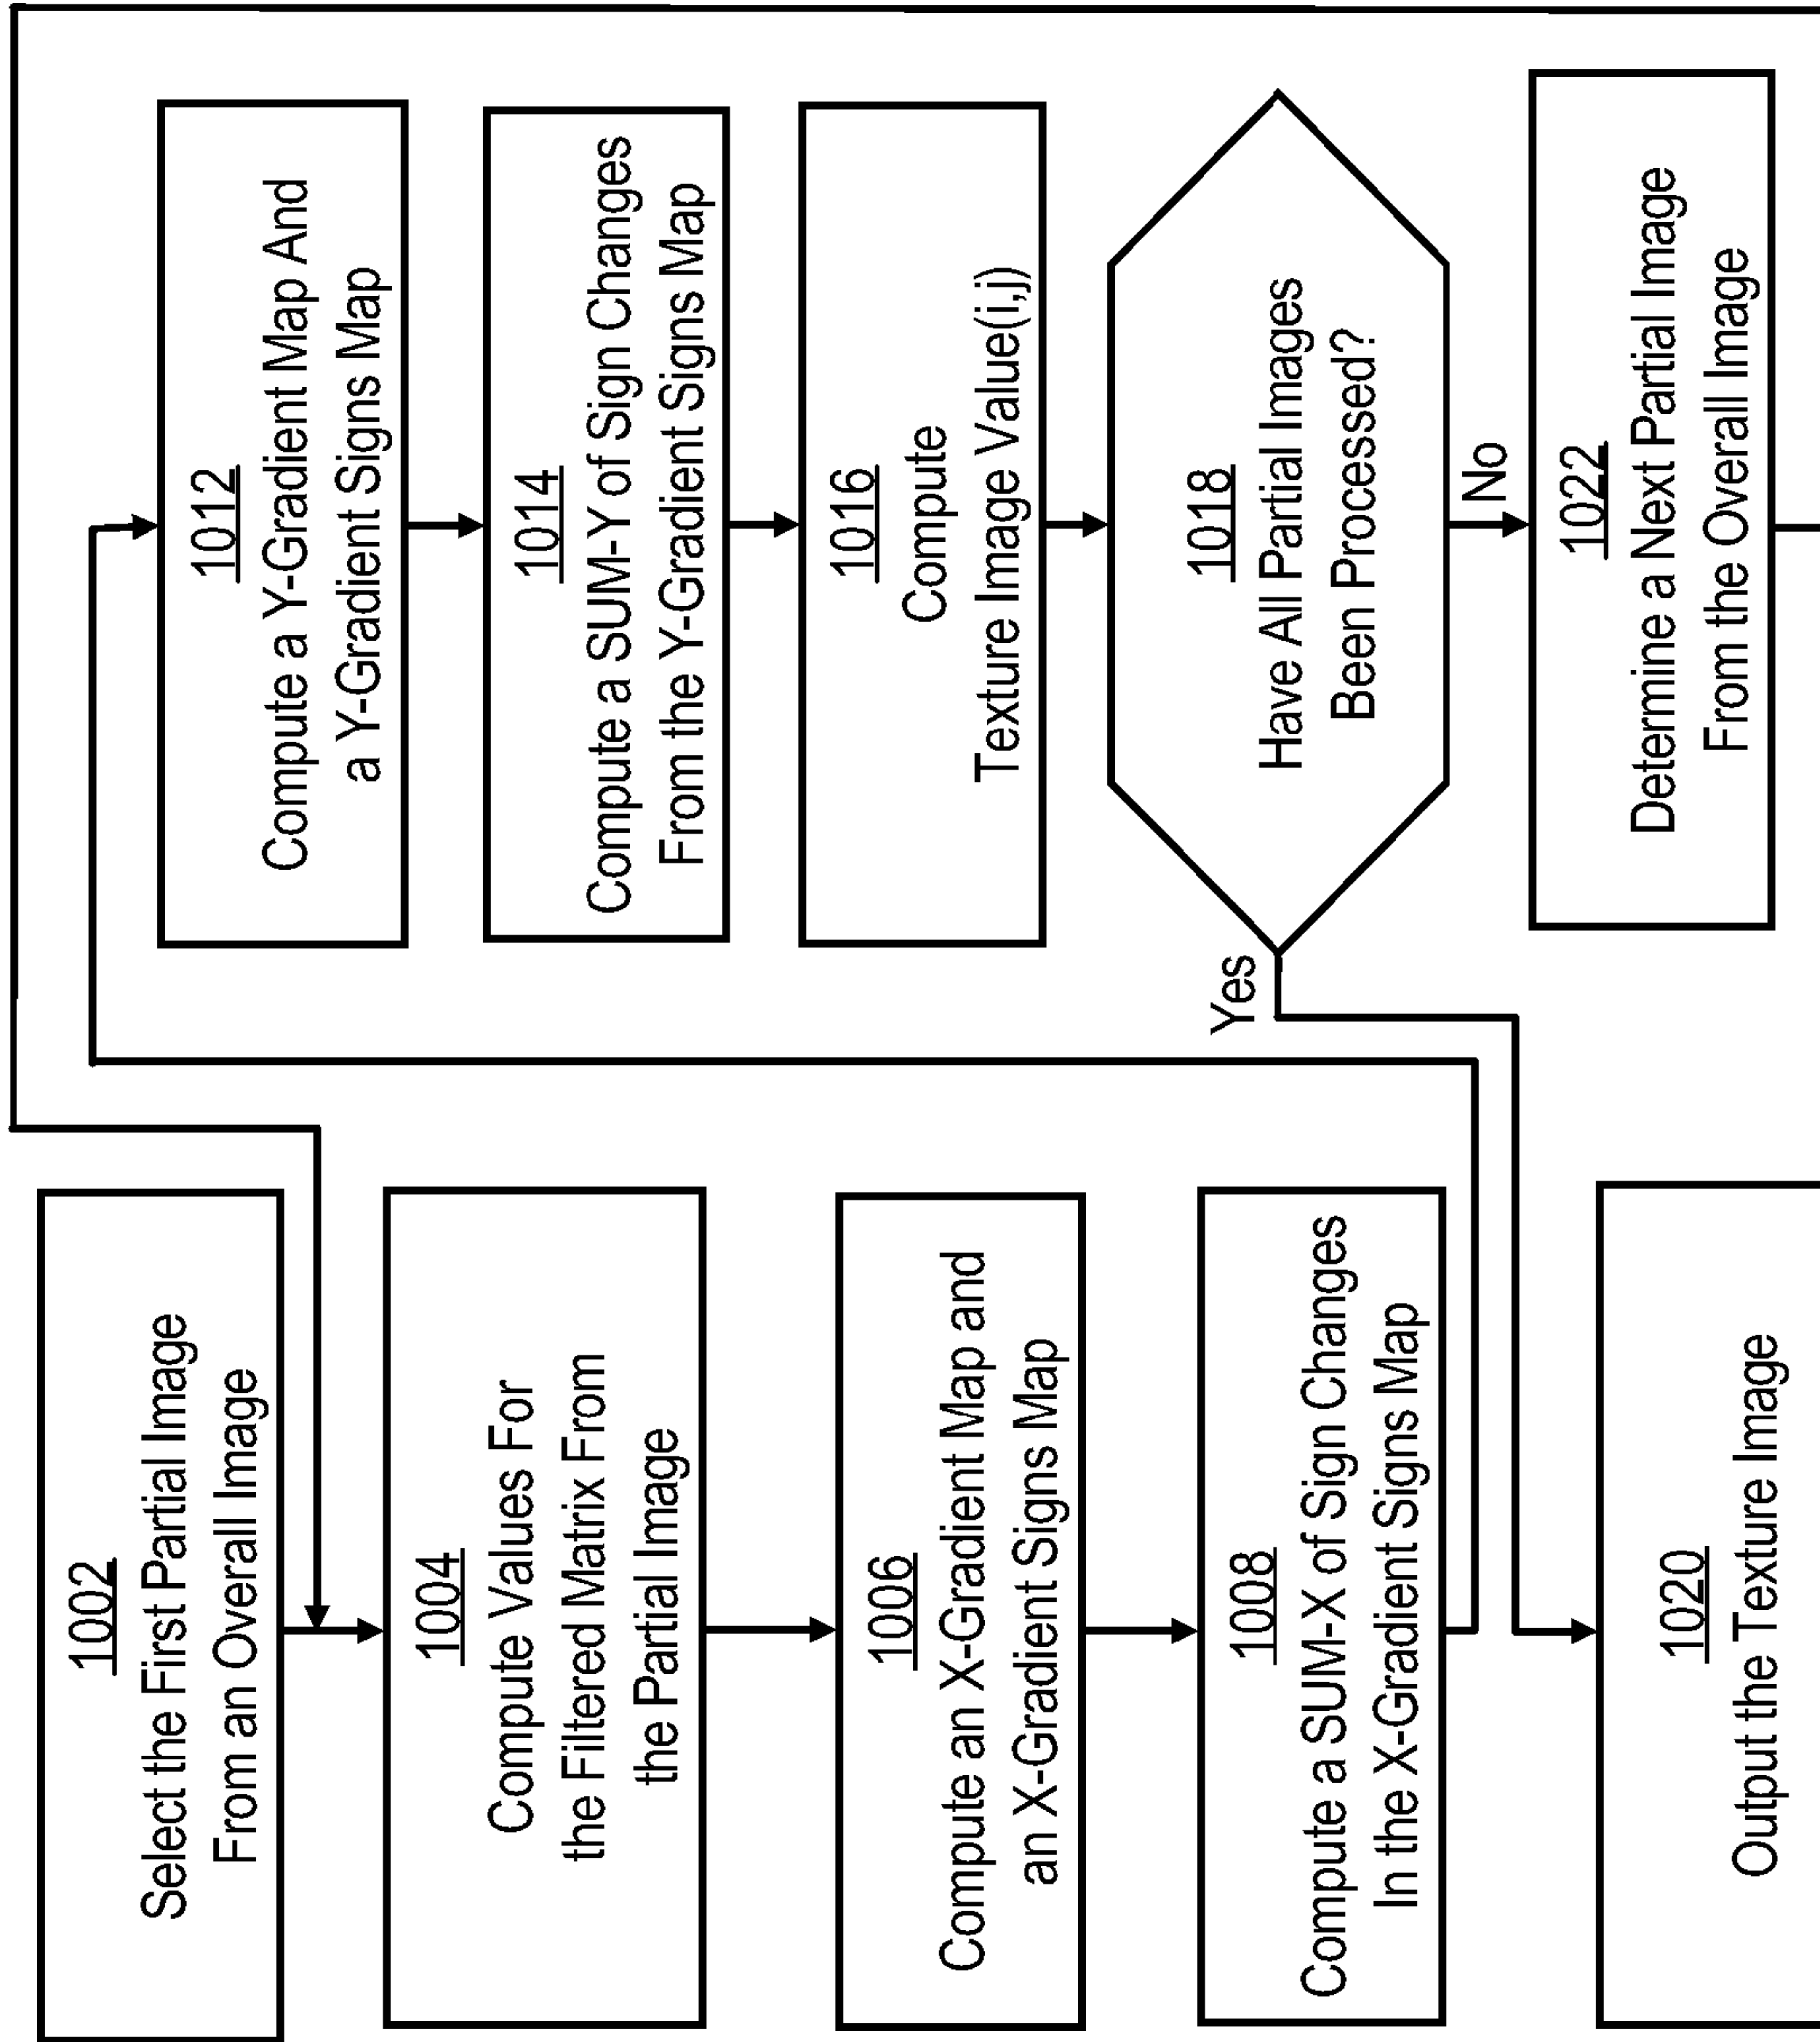 1002
Select the First Partial Image
From an Overall Image
1004
Compute Values For
the Filtered Matrix From
the Partial Image
1006
Compute an X-Gradient Map and
an X-Gradient Signs Map
1008
Compute a SUM-X of Sign Changes
In the X-Gradient Signs Map
1012
Compute a Y-Gradient Map And
a Y-Gradient Signs Map
1014
Compute a SUM-Y of Sign Changes
From the Y-Gradient Signs Map
1016
Compute
Texture Image Value(i,j)
1018
Have All Partial Images
Been Processed?
Yes
No
1020
Output the Texture Image
1022
Determine a Next Partial Image
From the Overall Image